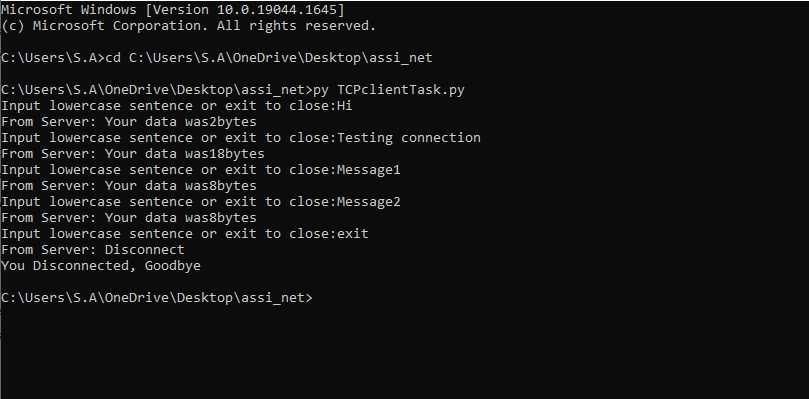 Microsoft Windows [Version 10.0.19044.1645]
(c) Microsoft Corporation. All rights reserved.
C:\Users\S.A>cd C:\Users\S.A\OneDrive\Desktop\assi_net
C:\Users\S.A\OneDrive\Desktop\assi_net>py TCPclientTask.py
Input lowercase sentence or exit to close:Hi
From Server: Your data was2bytes
Input lowercase sentence or exit to close:Testing connection
From Server: Your data was18bytes
Input lowercase sentence or exit to close:Message1
From Server: Your data was8bytes
Input lowercase sentence or exit to close:Message2
From Server: Your data was8bytes
Input lowercase sentence or exit to close:exit
From Server: Disconnect
You Disconnected, Goodbye
C:\Users\S.A\OneDrive\Desktop\assi_net>